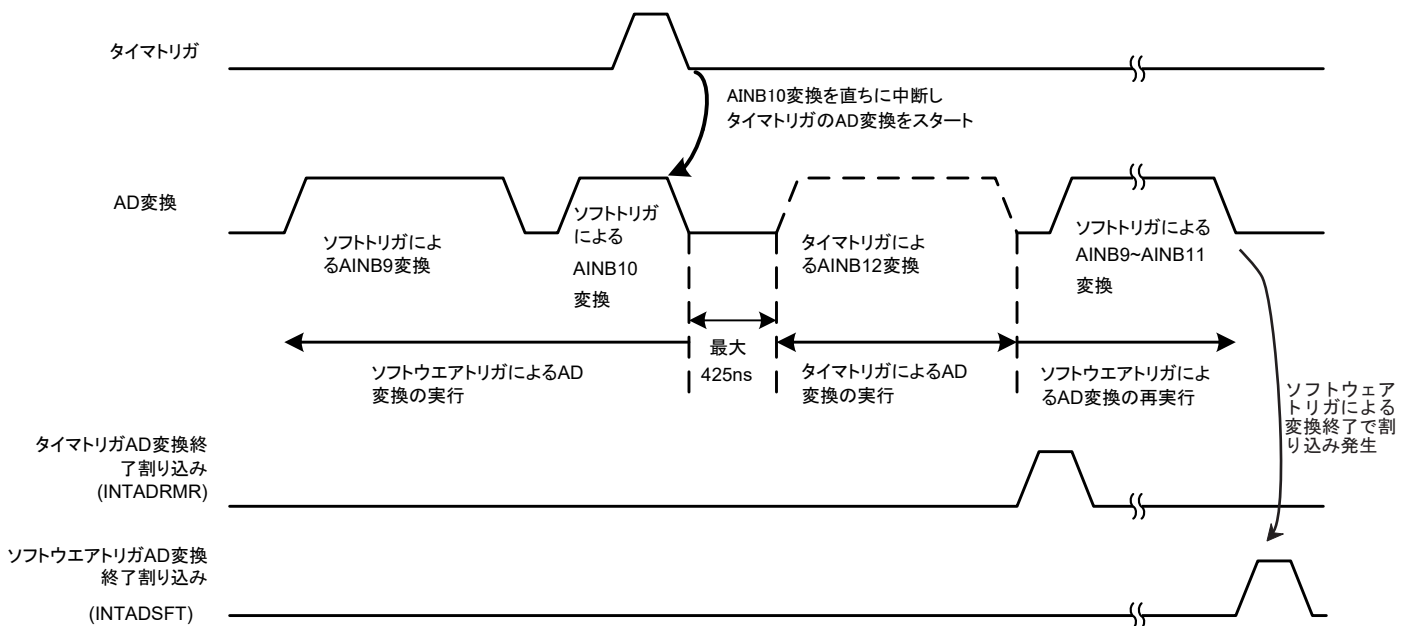 タイマトリガ
AINB10変換を直ちに中断し
タイマトリガのAD変換をスタート
AD変換
ソフトトリガによ
るAINB9変換
ソフトトリガ
による
AINB10
変換
タイマトリガによ
るAINB12変換
ソフトトリガによる
AINB9~AINB11
変換
最大
425ns
ソフトウエアトリガによるAD
変換の実行
タイマトリガによるAD
変換の実行
ソフトウエアトリガによ
るAD変換の再実行
ソフトウェア
トリガによる
変換終了で割
り込み発生
タイマトリガAD変換終
了割り込み
(INTADRMR)
ソフトウエアトリガAD変換
終了割り込み
(INTADSFT)